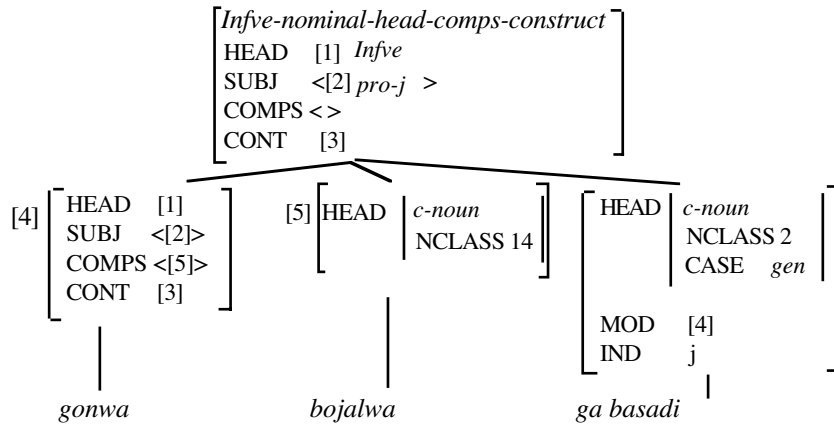 Infve-nominal-head-comps-construct
HEAD [1] Infve
SUBJ <[2] pro-j >
COMPS < >
CONT [3]
[4] HEAD [1]
SUBJ <[2]>
COMPS <[5]>
CONT [3]
[5] HEAD c-noun
NCLASS 14
HEAD c-noun
NCLASS 2
CASE gen
MOD [4]
IND j
gonwa bojalwa ga basadi